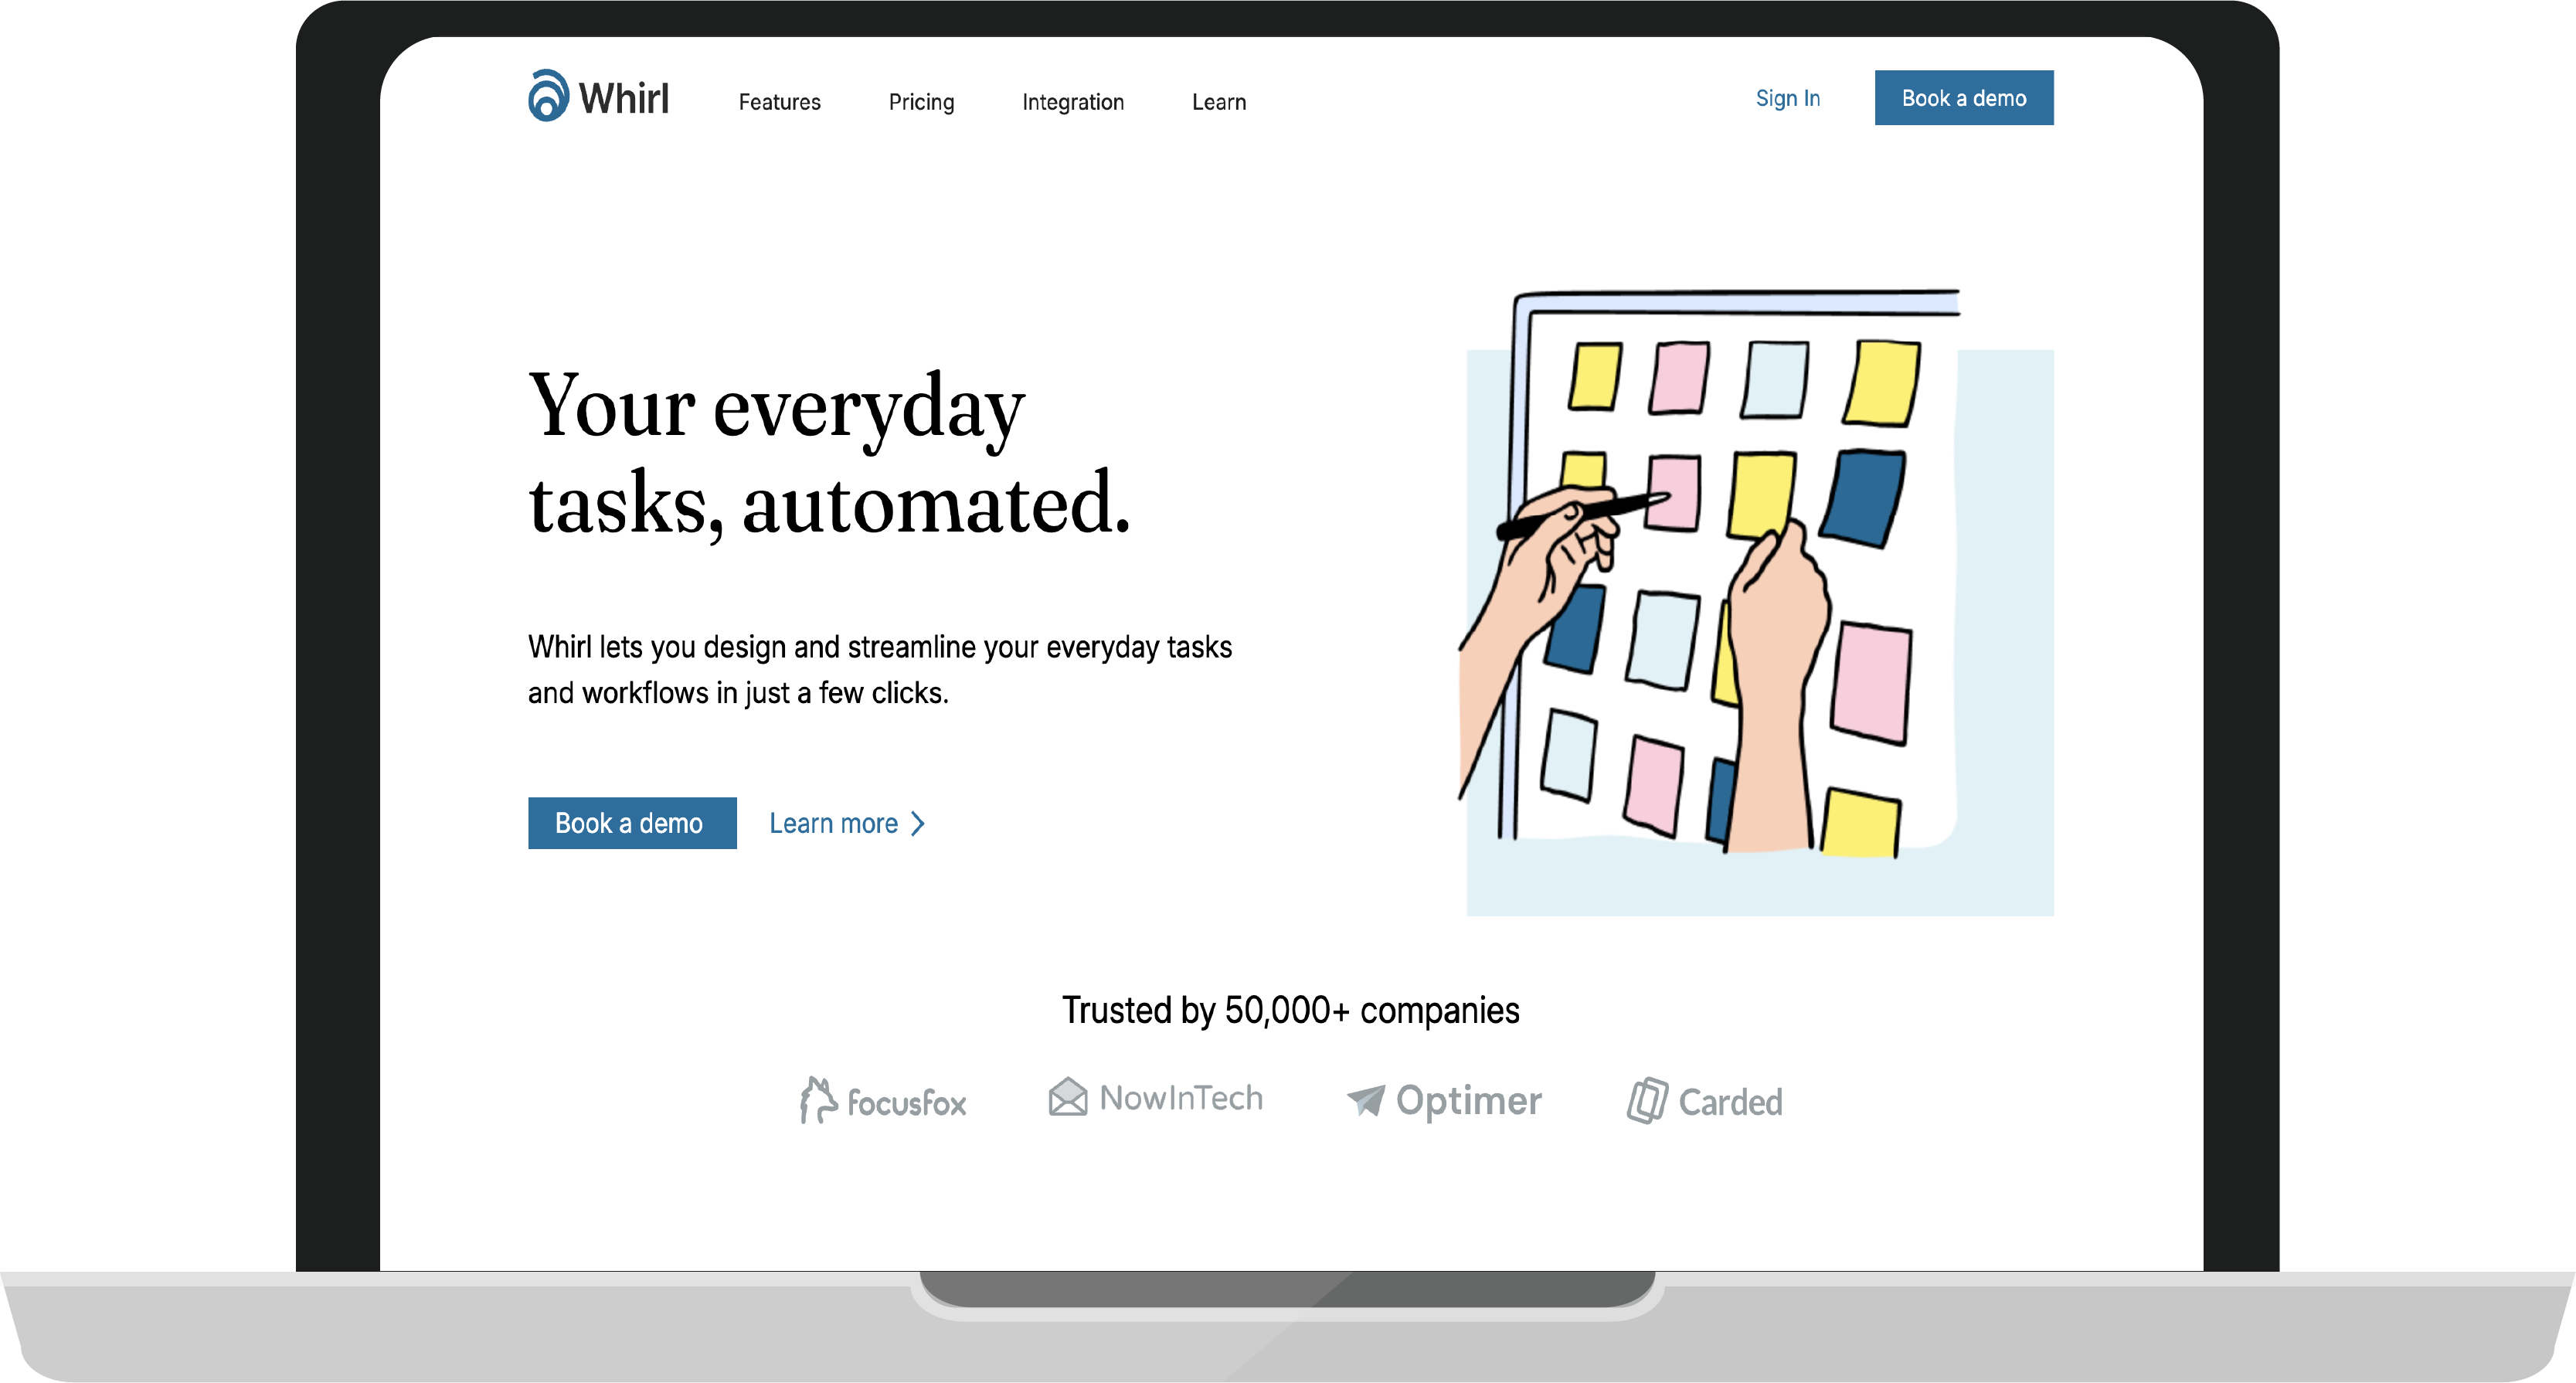 Whirl
Features
Pricing
Integration
Learn
Sign In
Book a demo
Your everyday
tasks, automated.
Whirl lets you design and streamline your everyday tasks
and workflows in just a few clicks.
Book a demo
Learn more
Trusted by 50,000+ companies
focusfox
NowInTech
Optimer
Carded